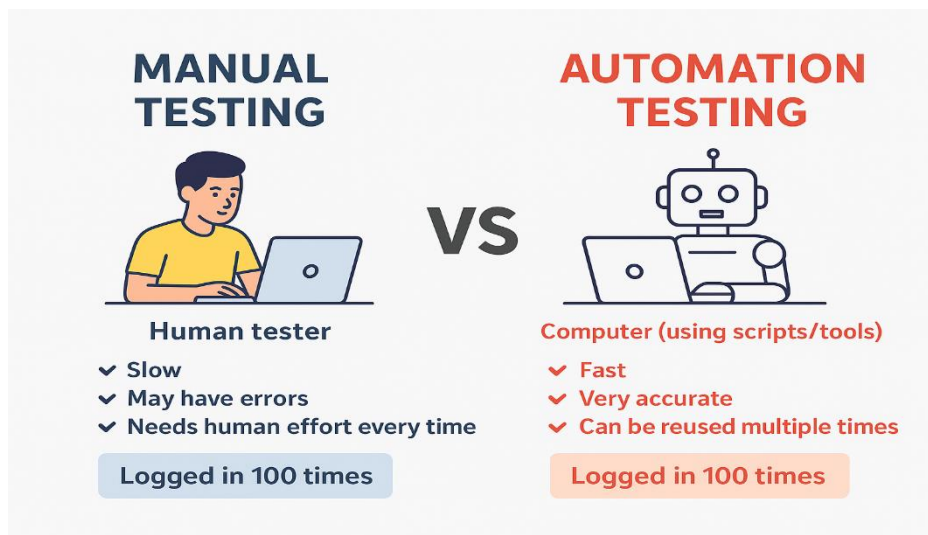 MANUAL
TESTING
Human tester
Slow
May have errors
Needs human effort every time
Logged in 100 times
VS
AUTOMATION
TESTING
Computer (using scripts/tools)
Fast
Very accurate
Can be reused multiple times
Logged in 100 times